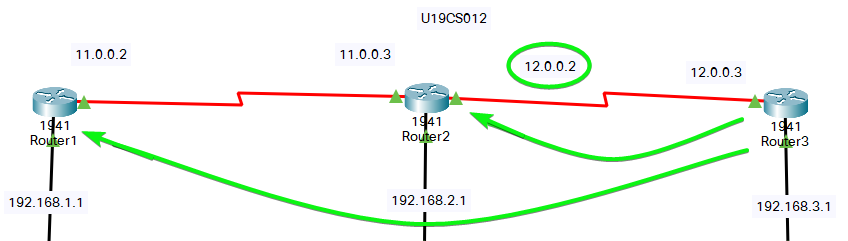 U19CS012
11.0.0.2
11.0.0.3
12.0.0.2
12.0.0.3
1941
Router1
1941
Router2
1941
Router3
192.168.1.1
192.168.2.1
192.168.3.1